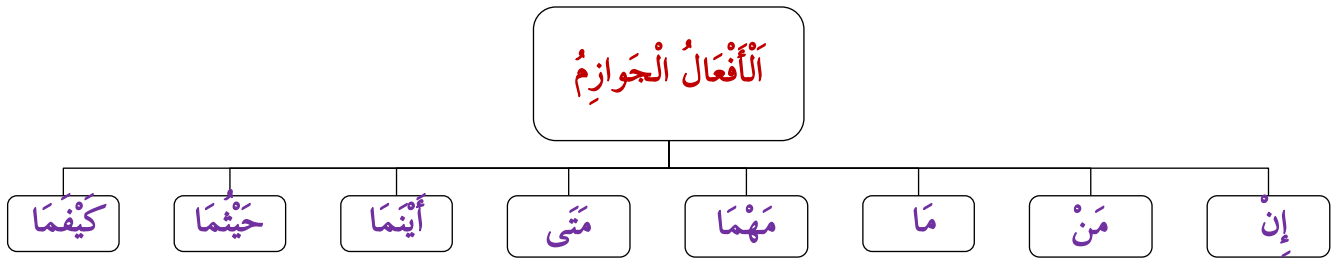 اَلْأَفْعَالُ الْجَوازِمُ
إِنْ
مَنْ
مَا
مَهْمَا
مَتَى
أَيْنَمَا
حَيْثُمَا
كَيْفَمَا